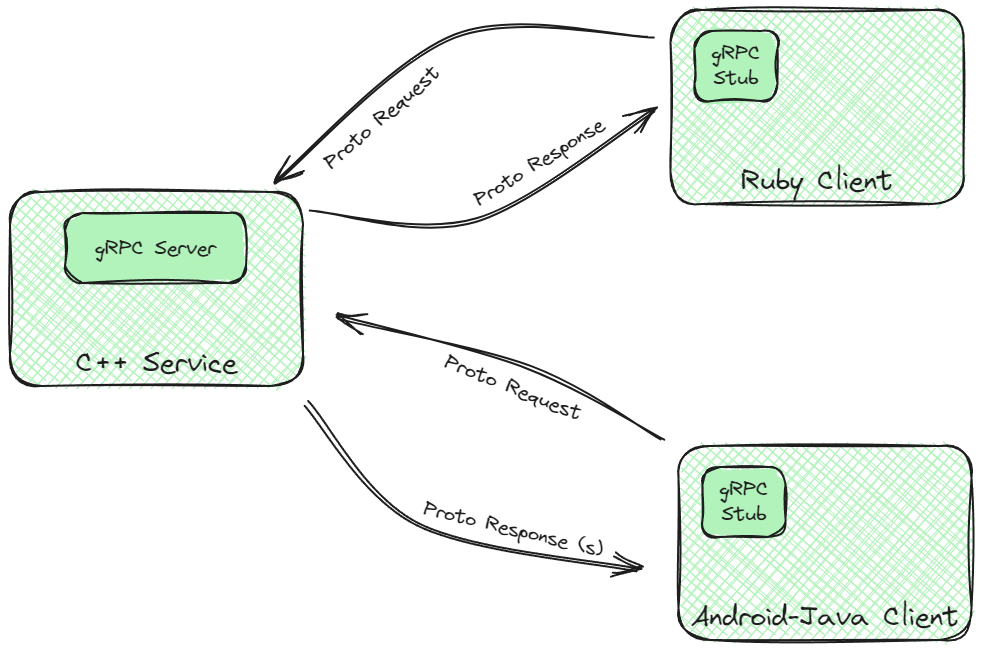 gRPC
Stub
Ruby Client
Proto Request
Proto Response
gRPC Server
C++ Service
Proto Request
Proto Response (s)
gRPC
Stub
Android-Java Client